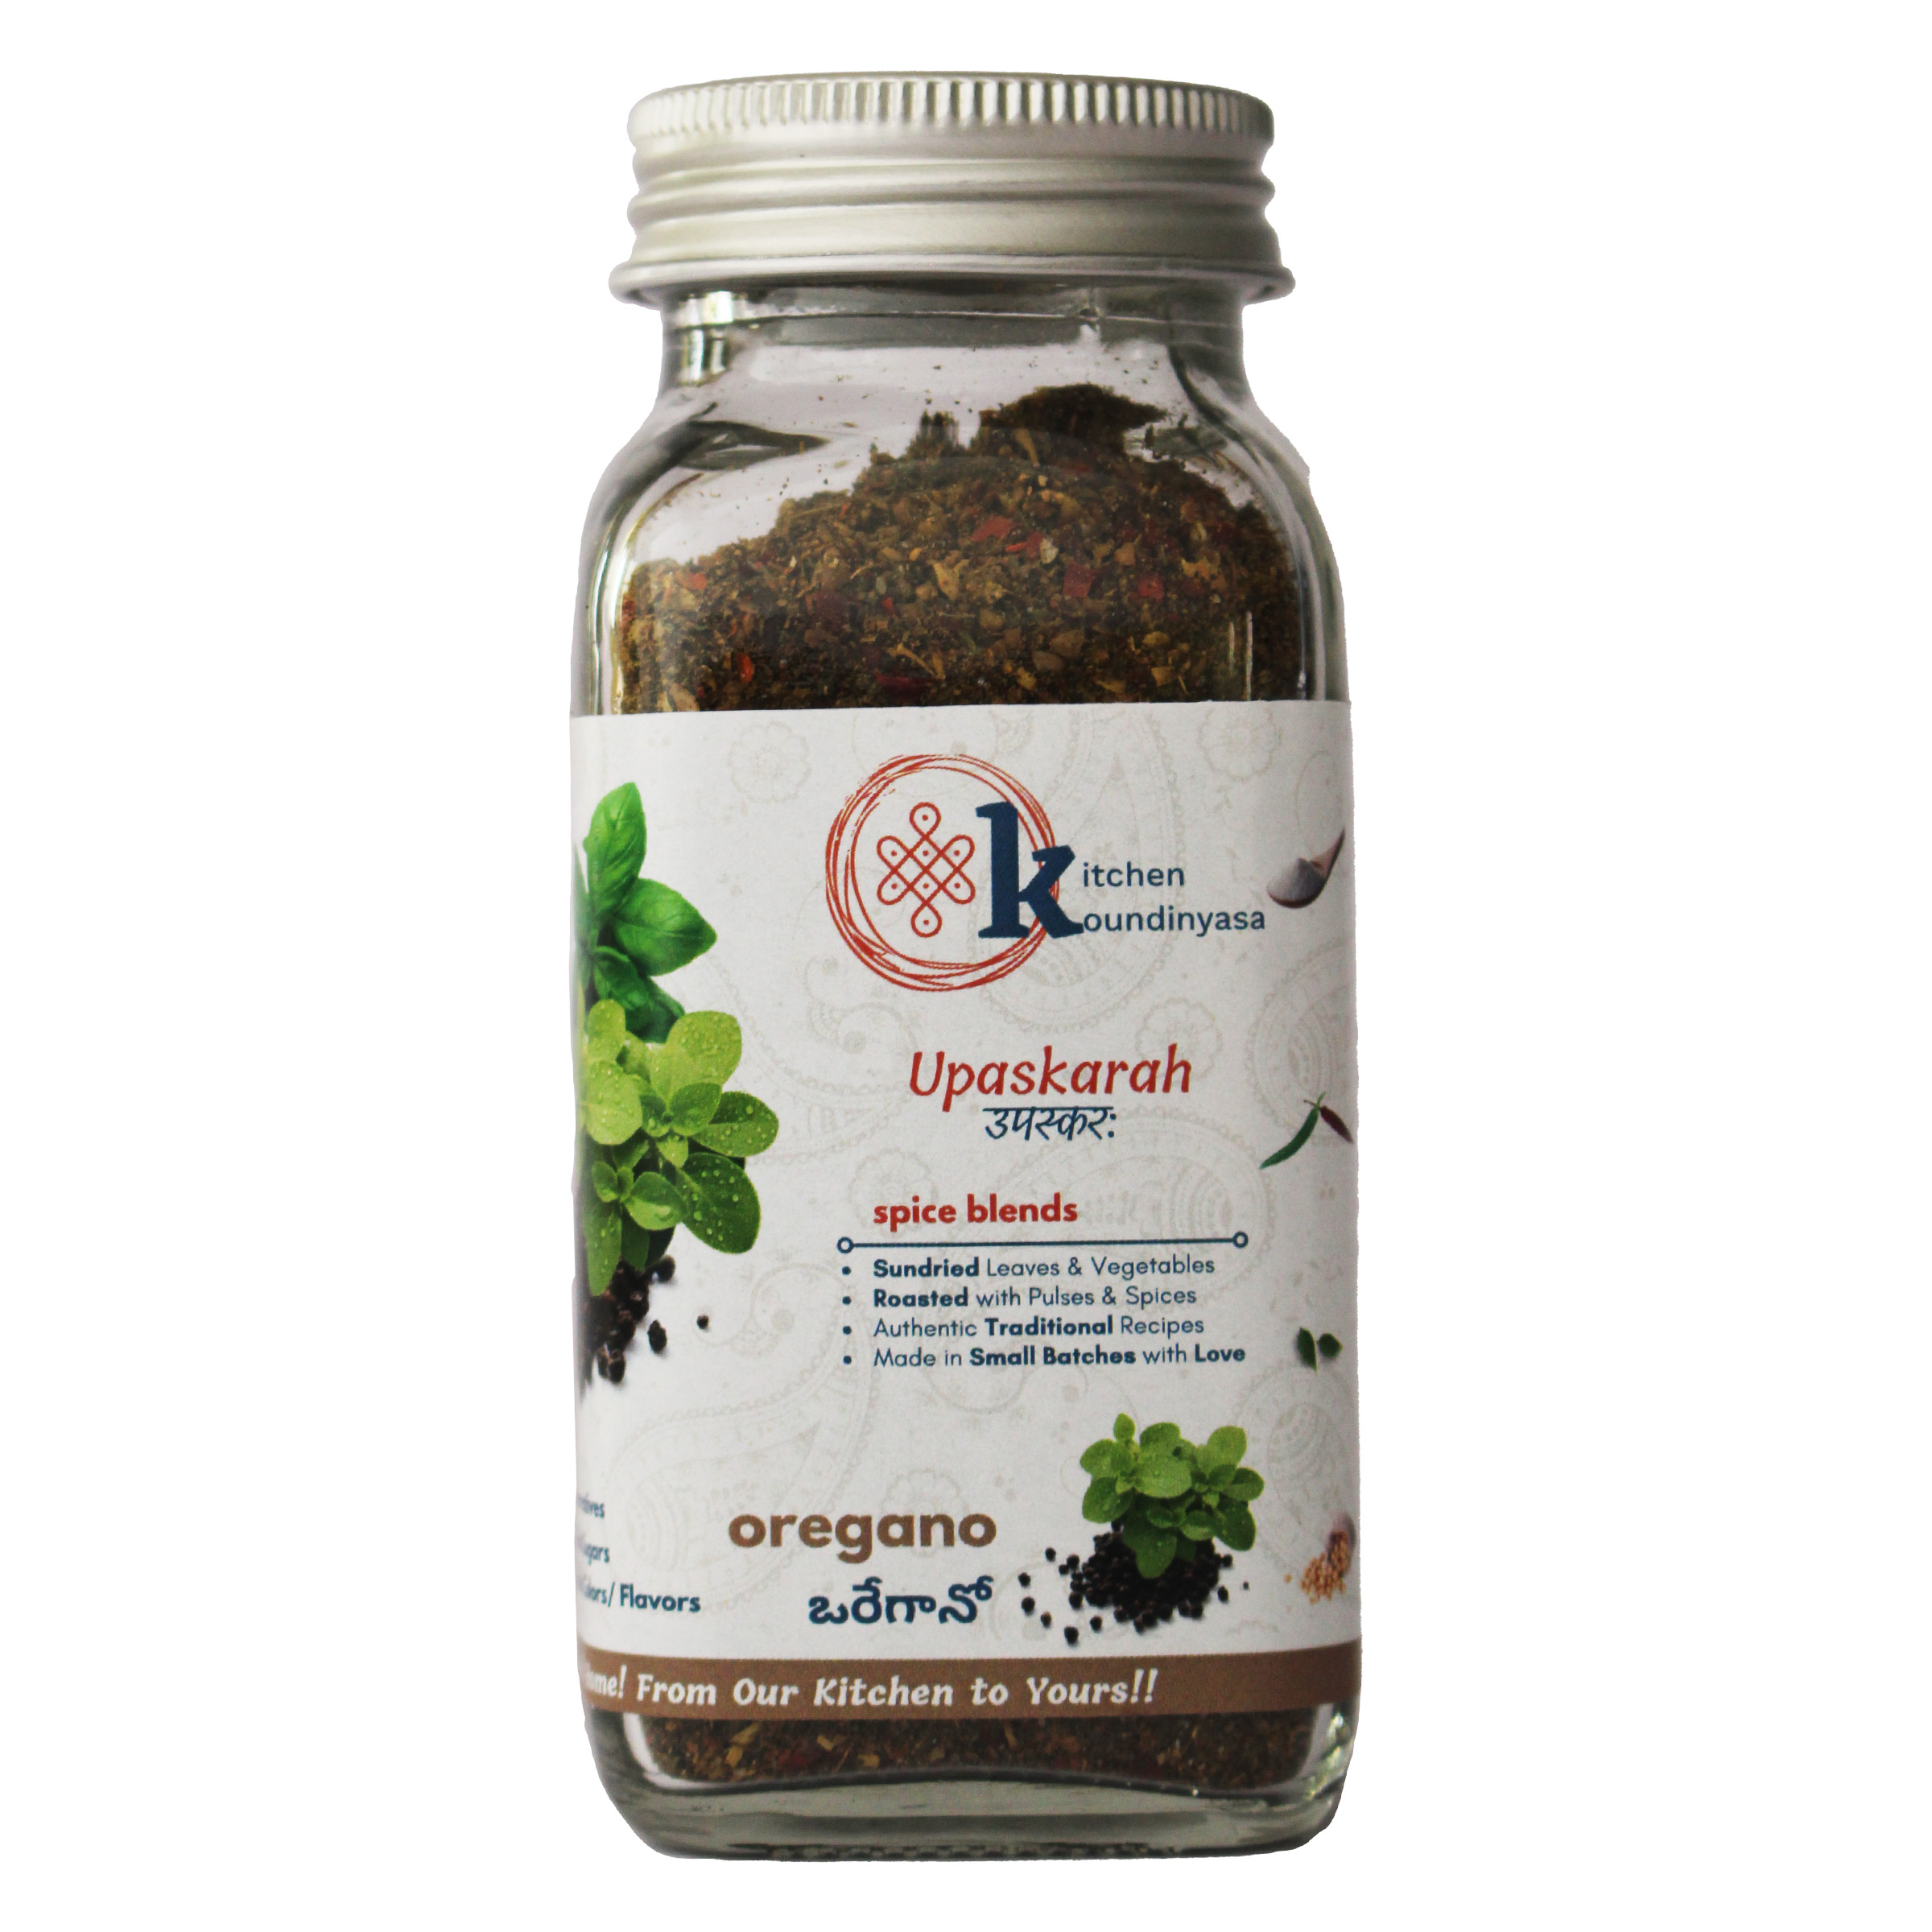 kitchen
koundinyasa
Upaskarah
उपस्करः
spice blends
• Sundried Leaves & Vegetables
• Roasted with Pulses & Spices
• Authentic Traditional Recipes
• Made in Small Batches with Love
oregano
ఒరేగానో
/ Flavors
From Our Kitchen to Yours!!